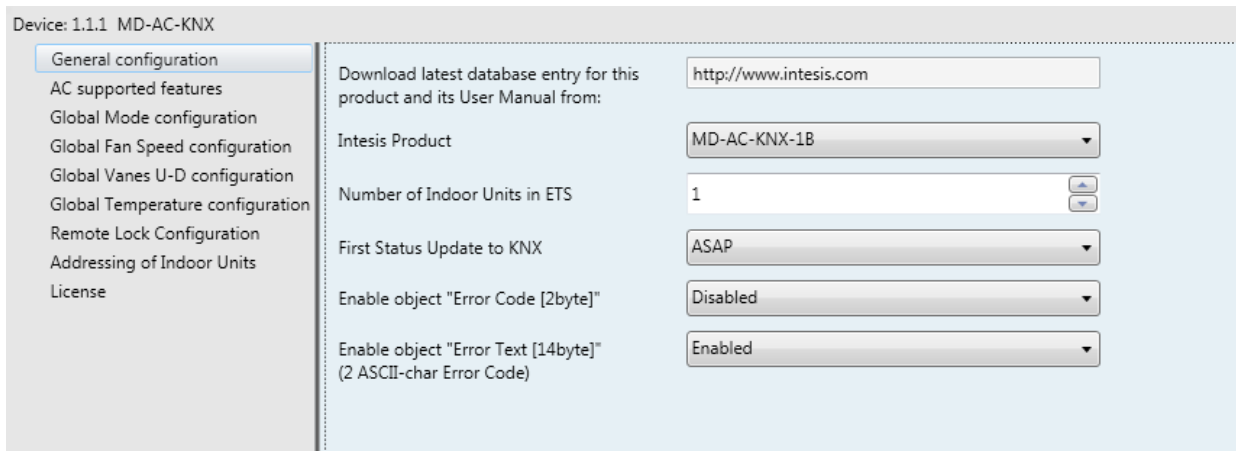 Device: 1.1.1 MD-AC-KNX
General configuration
AC supported features
Global Mode configuration
Global Fan Speed configuration
Global Vanes U-D configuration
Global Temperature configuration
Remote Lock Configuration
Addressing of Indoor Units
License
Download latest database entry for this
product and its User Manual from:
http://www.intesis.com
Intesis Product
MD-AC-KNX-1B
Number of Indoor Units in ETS
1
First Status Update to KNX
ASAP
Enable object "Error Code [2byte]"
Disabled
Enable object "Error Text [14byte]"
(2 ASCII-char Error Code)
Enabled